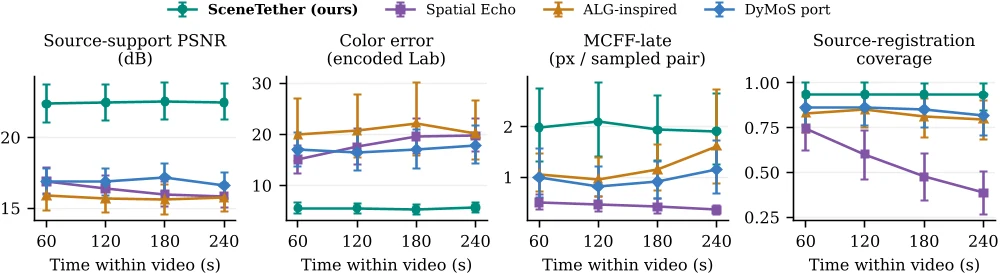 SceneTether (ours) Spatial Echo ALG-inspired DyMoS port
Source-support PSNR
(dB)
Color error
(encoded Lab)
MCFF-late
(px / sampled pair)
Source-registration
coverage
20
15
30
20
10
2
1
1.00
0.75
0.50
0.25
60 120 180 240
60 120 180 240
60 120 180 240
60 120 180 240
Time within video (s)
Time within video (s)
Time within video (s)
Time within video (s)